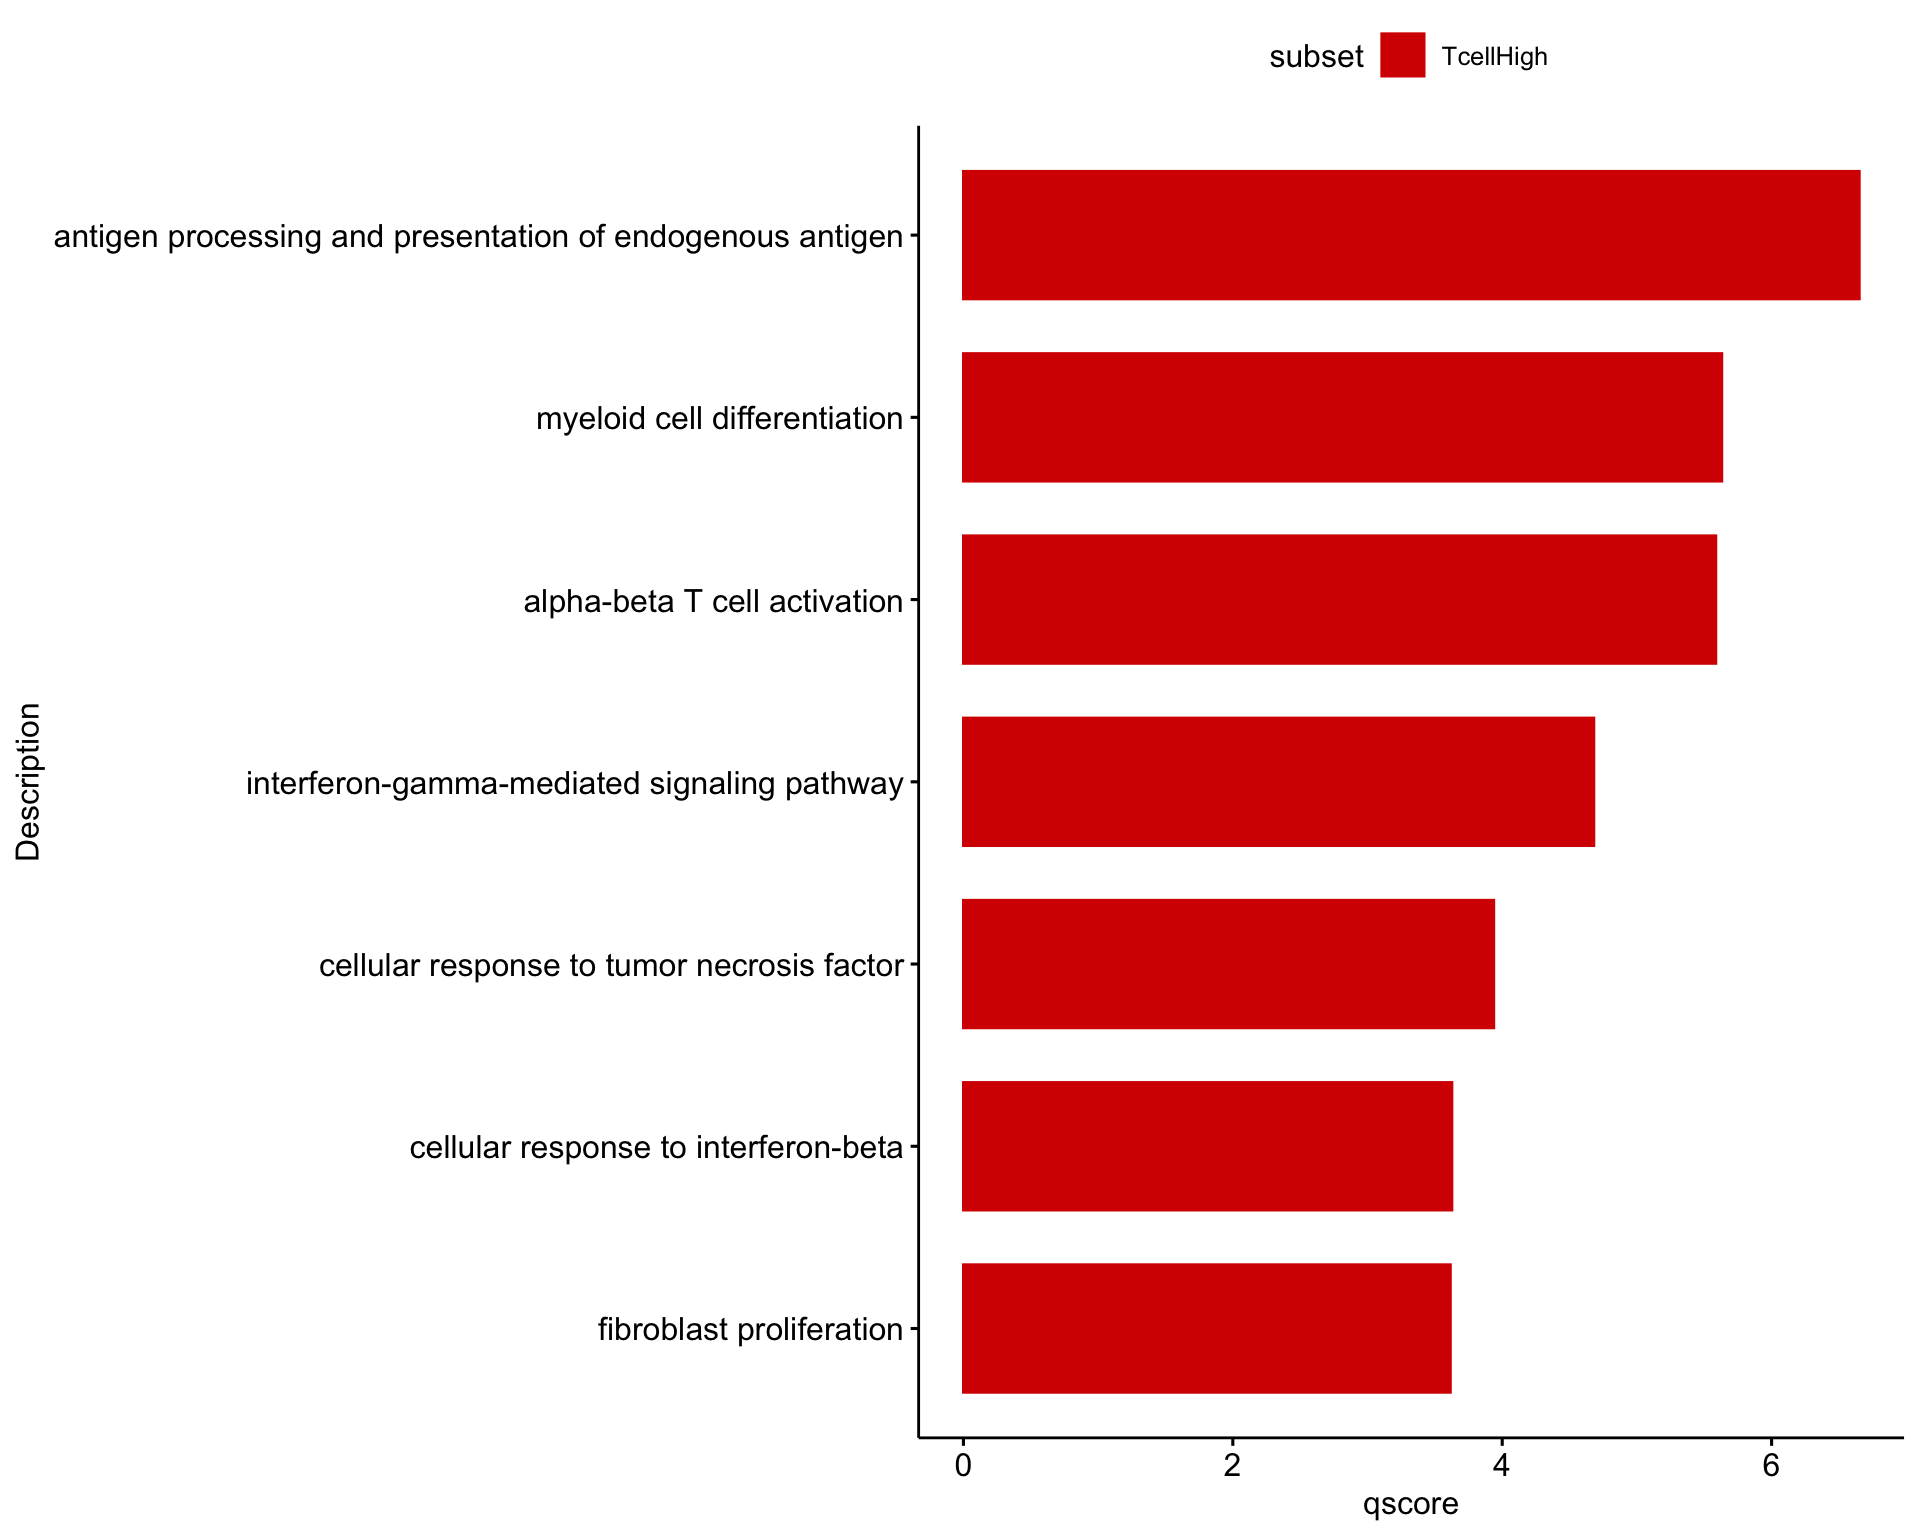 subset TcellHigh
antigen processing and presentation of endogenous antigen
myeloid cell differentiation
alpha-beta T cell activation
interferon-gamma-mediated signaling pathway
cellular response to tumor necrosis factor
cellular response to interferon-beta
fibroblast proliferation
Description
0 2 4 6
qscore